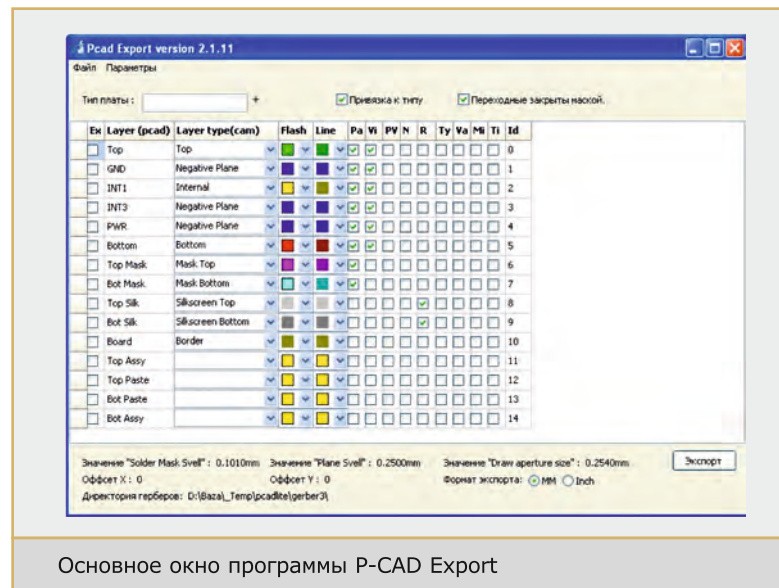 Pcad Export version 2.1.11
Файл Параметры
Тип платы : + Привязка к типу Переходные закрыты маской.
Ex Layer (pcad) Layer type(cam) Flash Line Pa Vi PV N R Ty Va Mi Ti Id
Top Top 0
GND Negative Plane 1
INT1 Internal 2
INT3 Negative Plane 3
PWR Negative Plane 4
Bottom Bottom 5
Top Mask Mask Top 6
Bot Mask Mask Bottom 7
Top Silk Silkscreen Top 8
Bot Silk Silkscreen Bottom 9
Board Border 10
Top Assy 11
Top Paste 12
Bot Paste 13
Bot Assy 14
Значение "Solder Mask Svell" : 0.1010mm Значение "Plane Svell" : 0.2500mm Значение "Draw aperture size" : 0.2540mm Экспорт
Оффсет X : 0 Оффсет Y : 0 Формат экспорта: MM Inch
Директория герберов: D:\Baza\_Temp\pcadlite\gerber3\
Основное окно программы P-CAD Export